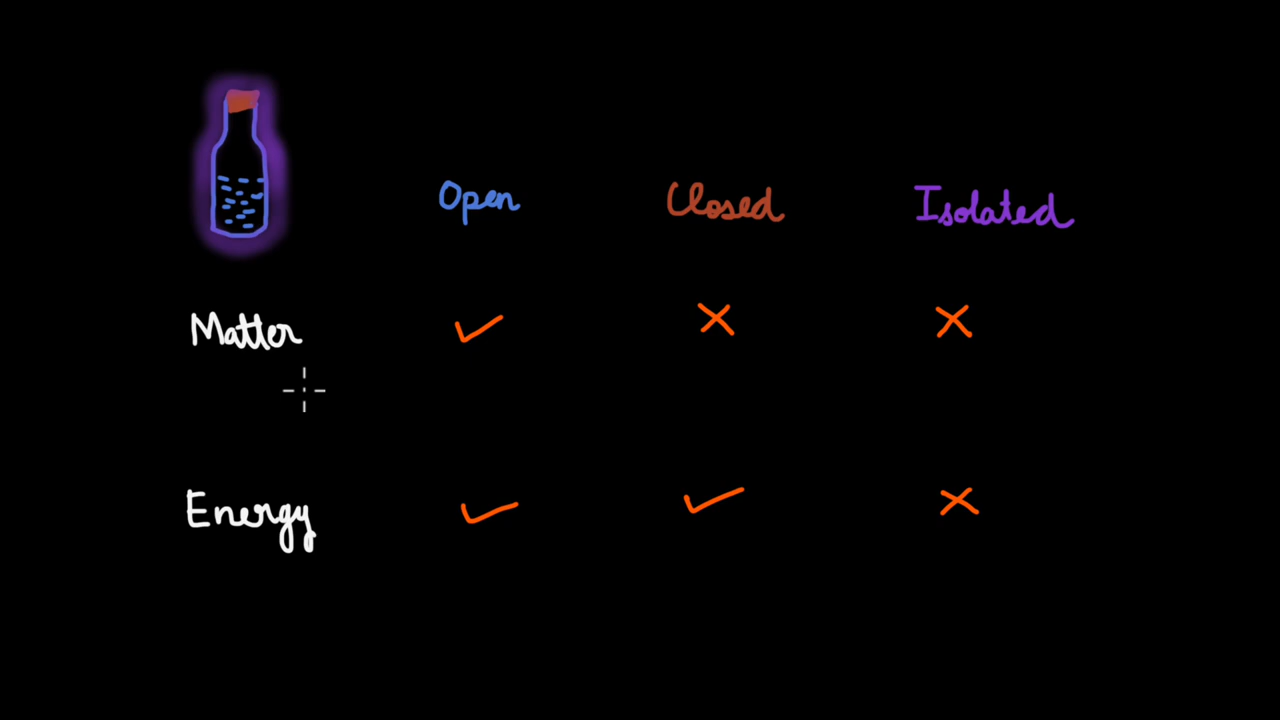 Open Closed Isolated
Matter ✓ ✗ ✗
Energy ✓ ✓ ✗